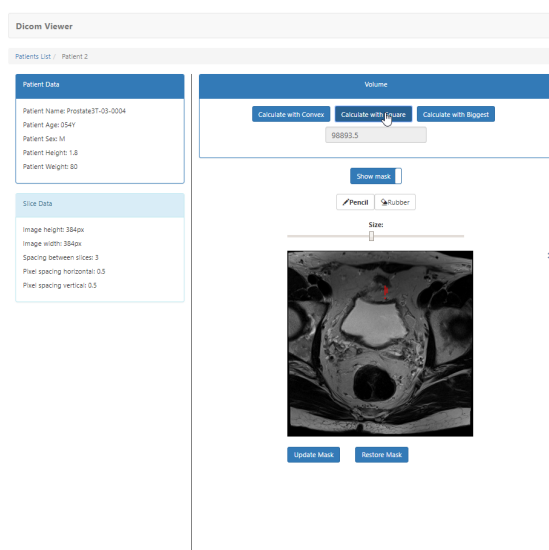 Dicom Viewer
Patients List / Patient 2
Patient Data
Patient Name: Prostate3T-03-0004
Patient Age: 054Y
Patient Sex: M
Patient Height: 1.8
Patient Weight: 80
Slice Data
Image height: 384px
Image width: 384px
Spacing between slices: 3
Pixel spacing horizontal: 0.5
Pixel spacing vertical: 0.5
Volume
Calculate with Convex Calculate with Square Calculate with Biggest
98893.5
Show mask
Pencil Rubber
Size:
Update Mask Restore Mask